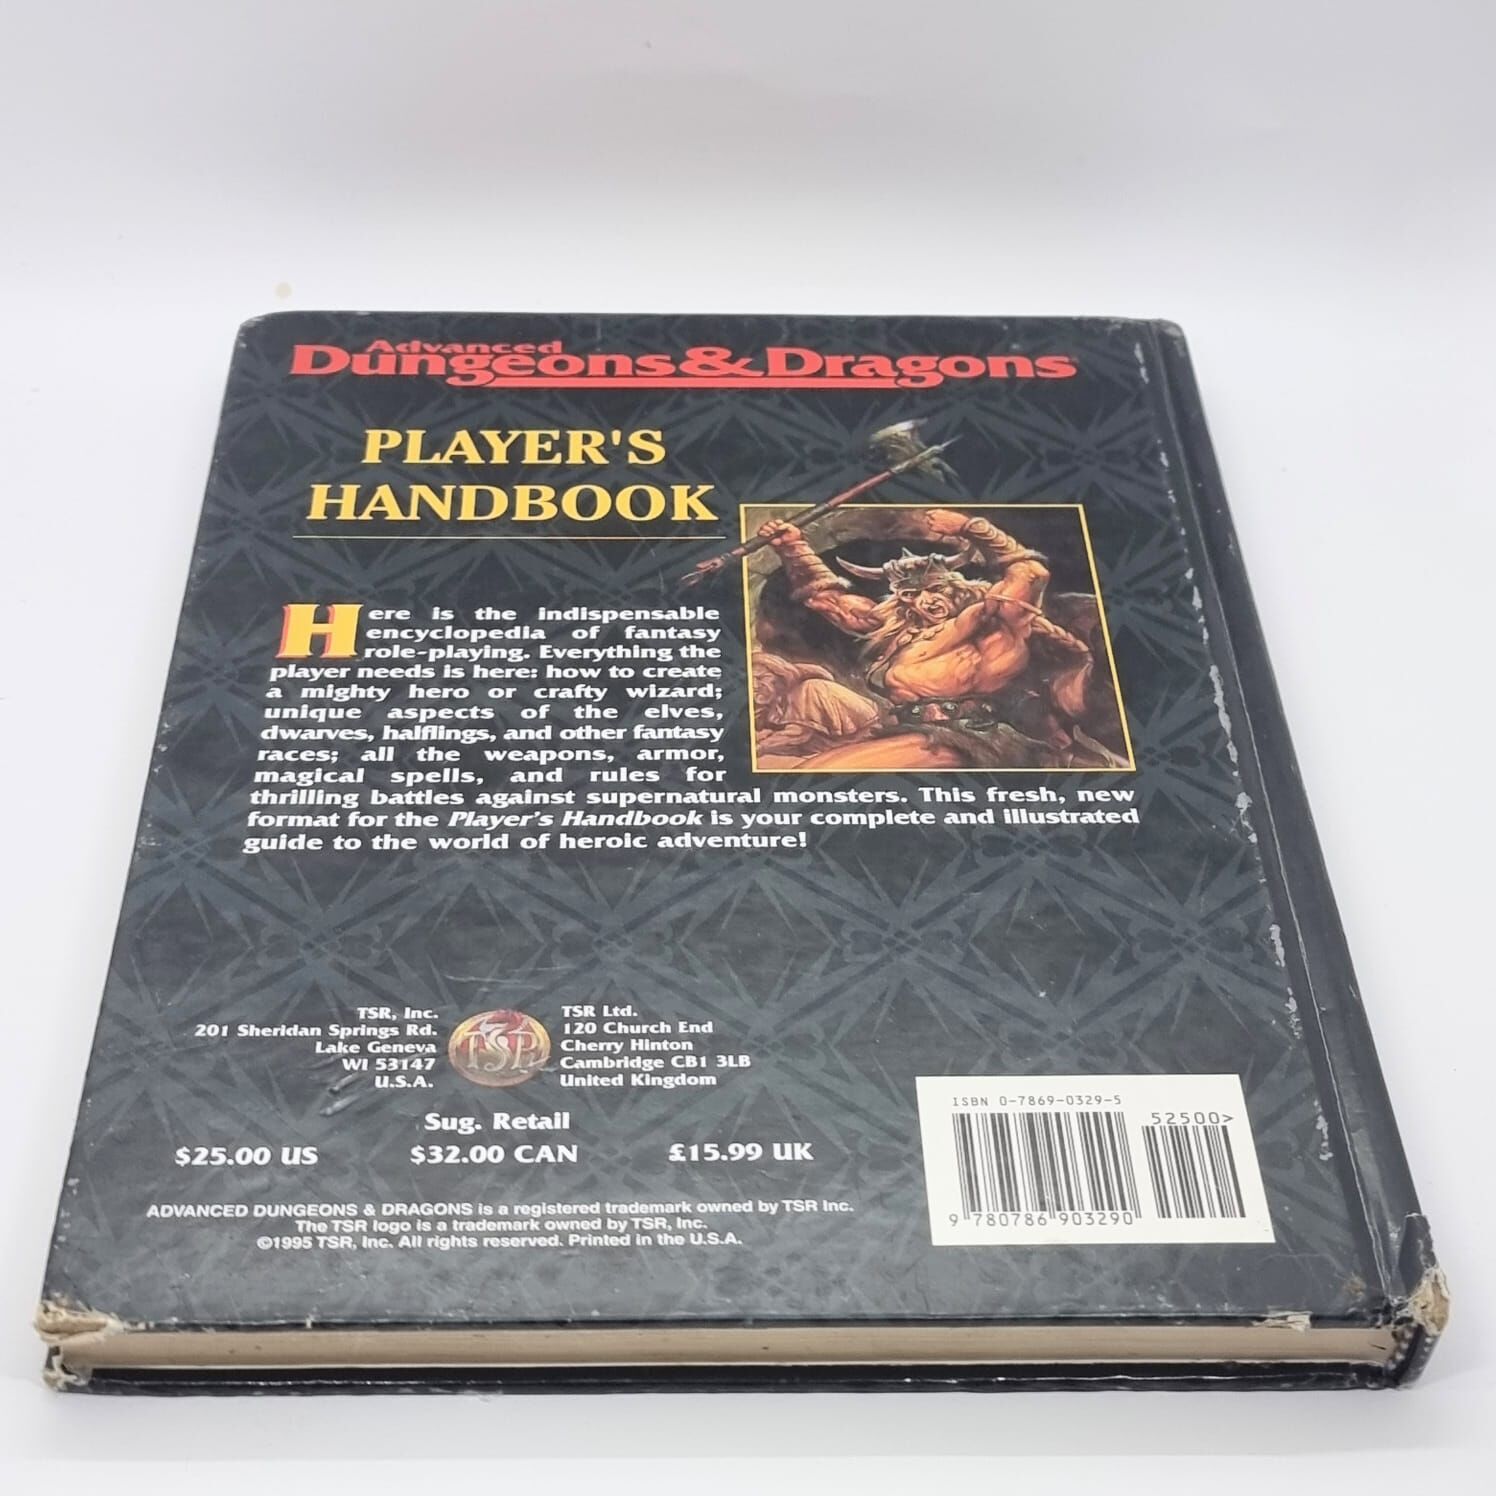 Advanced
Dungeons & Dragons
PLAYER'S
HANDBOOK
Here is the indispensable
encyclopedia of fantasy
role-playing. Everything the
player needs is here: how to create
a mighty hero or crafty wizard;
unique aspects of the elves,
dwarves, halflings, and other fantasy
races; all the weapons, armor,
magical spells, and rules for
thrilling battles against supernatural monsters. This fresh, new
format for the Player's Handbook is your complete and illustrated
guide to the world of heroic adventure!
TSR, Inc.
201 Sheridan Springs Rd.
Lake Geneva
WI 53147
U.S.A.
TSR
TSR Ltd.
120 Church End
Cherry Hinton
Cambridge CB1 3LB
United Kingdom
Sug. Retail
$25.00 US $32.00 CAN £15.99 UK
ADVANCED DUNGEONS & DRAGONS is a registered trademark owned by TSR Inc.
The TSR logo is a trademark owned by TSR, Inc.
©1995 TSR, Inc. All rights reserved. Printed in the U.S.A.
ISBN 0-7869-0329-5
52500>
9 780786 903290